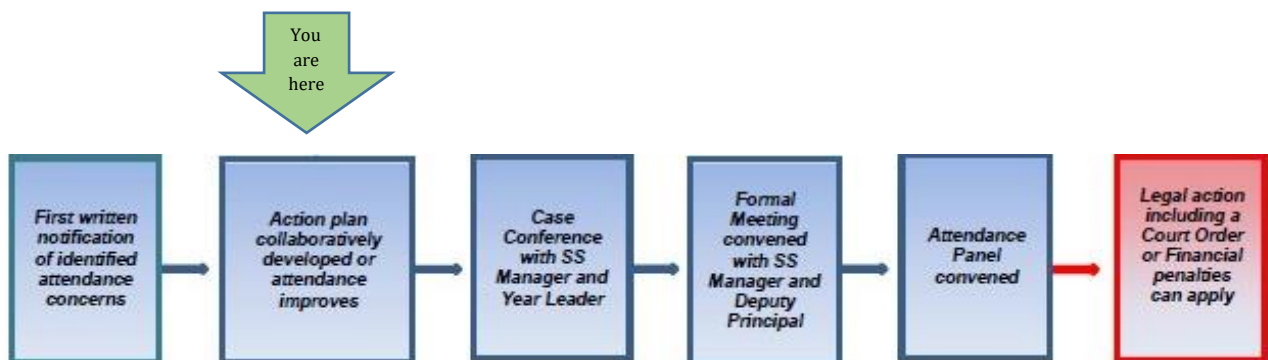 You
are
here
First written
notification
of identified
attendance
concerns
Action plan
collaboratively
developed or
attendance
improves
Case
Conference
with SS
Manager and
Year Leader
Formal
Meeting
convened
with SS
Manager and
Deputy
Principal
Attendance
Panel
convened
Legal action
including a
Court Order
or Financial
penalties
can apply